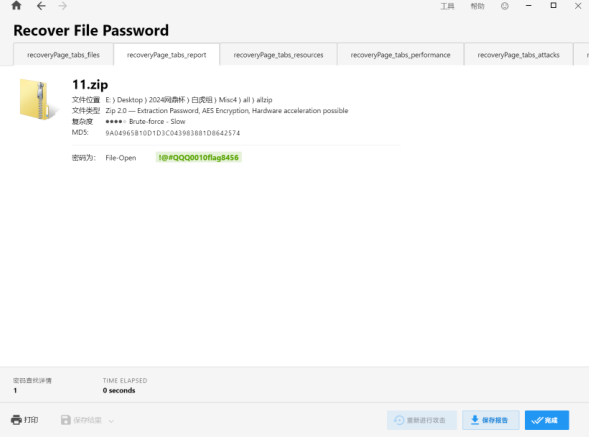 工具 帮助
Recover File Password
recoveryPage_tabs_files recoveryPage_tabs_report recoveryPage_tabs_resources recoveryPage_tabs_performance recoveryPage_tabs_attacks
11.zip
文件位置 E: ) Desktop ) 2024网鼎杯 ) 白虎组 ) Misc4 ) all ) allzip
文件类型 Zip 2.0 — Extraction Password, AES Encryption, Hardware acceleration possible
复杂度 Brute-force - Slow
MD5: 9A04965B10D1D3C043983881D8642574
密码为: File-Open !@#QQQ0010flag8456
密码查找详情 TIME ELAPSED
1 0 seconds
打印 保存结果 重新进行攻击 保存报告 完成